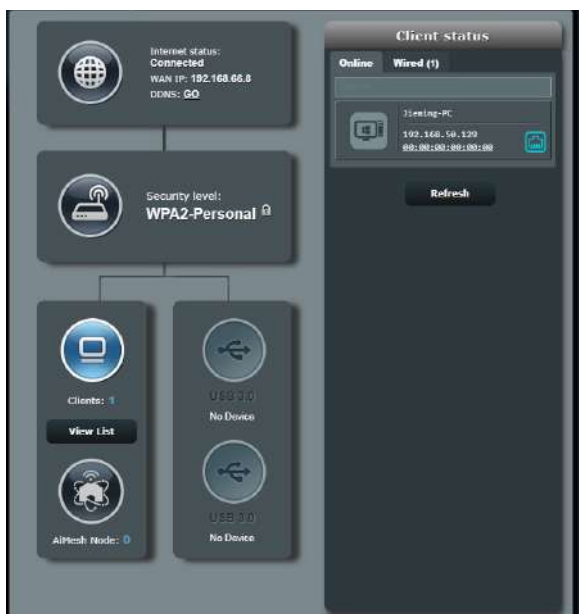 Internet status:
Connected
WAN IP: 192.168.66.8
DDNS: GO
Security level:
WPA2-Personal
Clients: 1
View List
AiMesh Node: 0
USB 3.0
No Device
USB 3.0
No Device
Client status
Online Wired (1)
Jieming-PC
192.168.50.129
00:00:00:00:00:00
Refresh